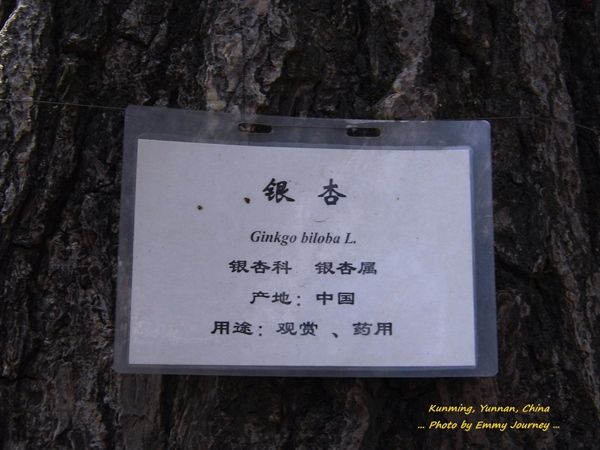 银杏
Ginkgo biloba L.
银杏科 银杏属
产地：中国
用途：观赏、药用
Kunming, Yunnan, China
... Photo by Emmy Journey ...